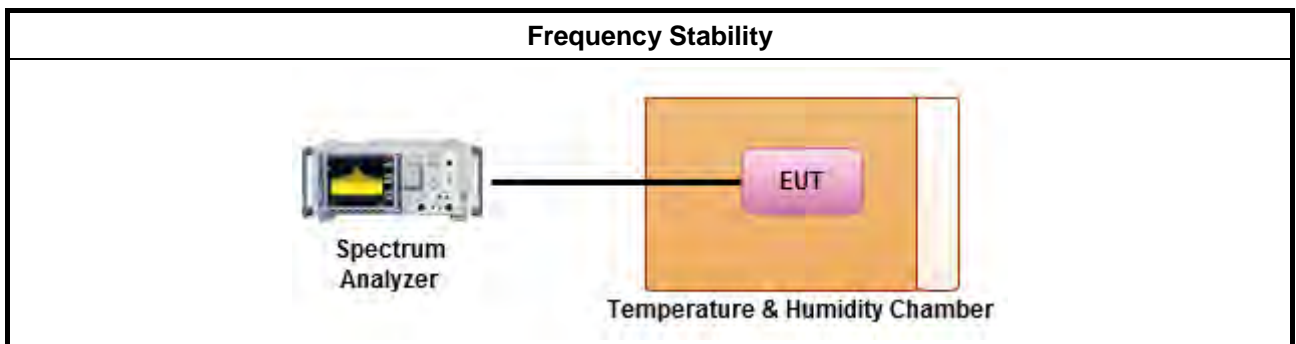 Frequency Stability
EUT
Spectrum
Analyzer
Temperature & Humidity Chamber